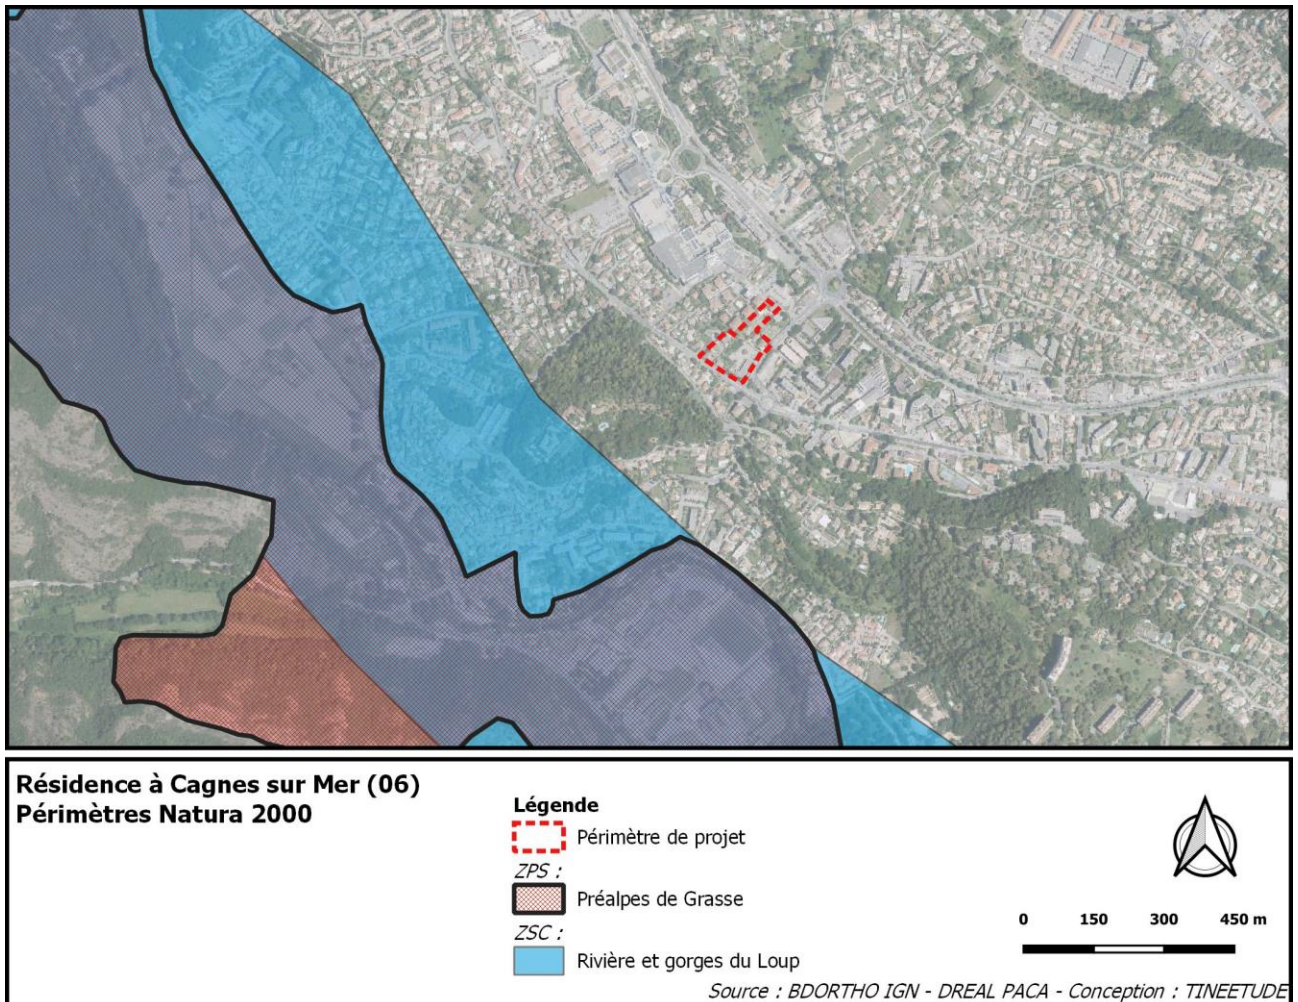 Résidence à Cagnes sur Mer (06)
Périmètres Natura 2000
Légende
Périmètre de projet
ZPS :
Préalpes de Grasse
ZSC :
Rivière et gorges du Loup
0 150 300 450 m
Source : BDORTHO IGN - DREAL PACA - Conception : TINEETUDE